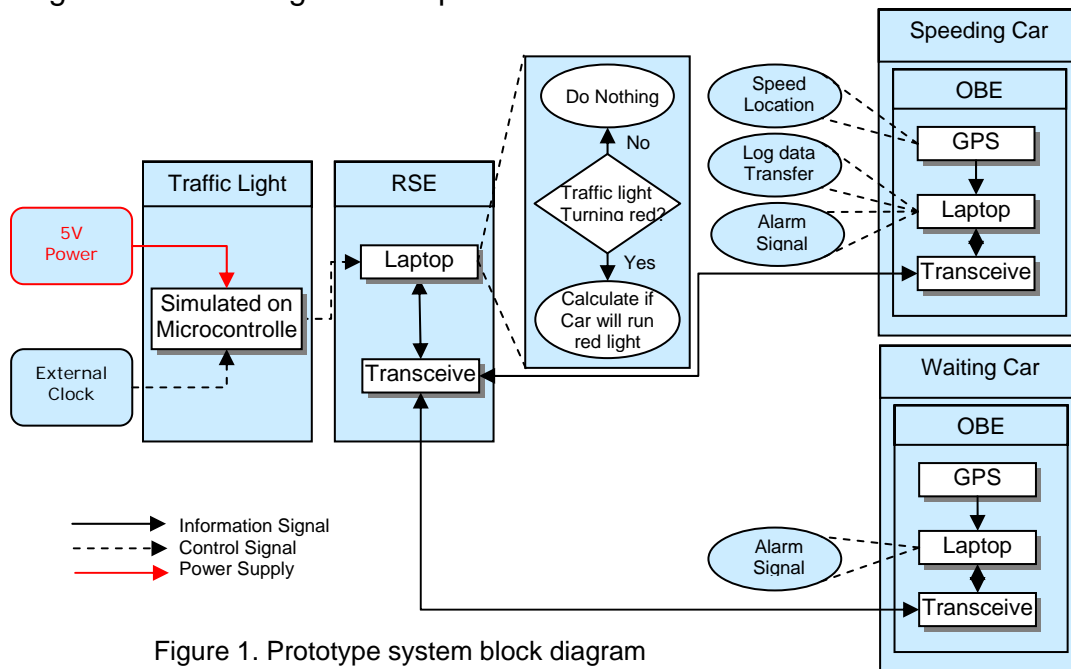 Speeding Car
OBE
GPS
Laptop
Transceive
Speed
Location
Log data
Transfer
Alarm
Signal
Do Nothing
No
Traffic light
Turning red?
Yes
Calculate if
Car will run
red light
Traffic Light
Simulated on
Microcontrolle
RSE
Laptop
Transceive
5V
Power
External
Clock
Waiting Car
OBE
GPS
Laptop
Transceive
Alarm
Signal
Information Signal
Control Signal
Power Supply
Figure 1. Prototype system block diagram